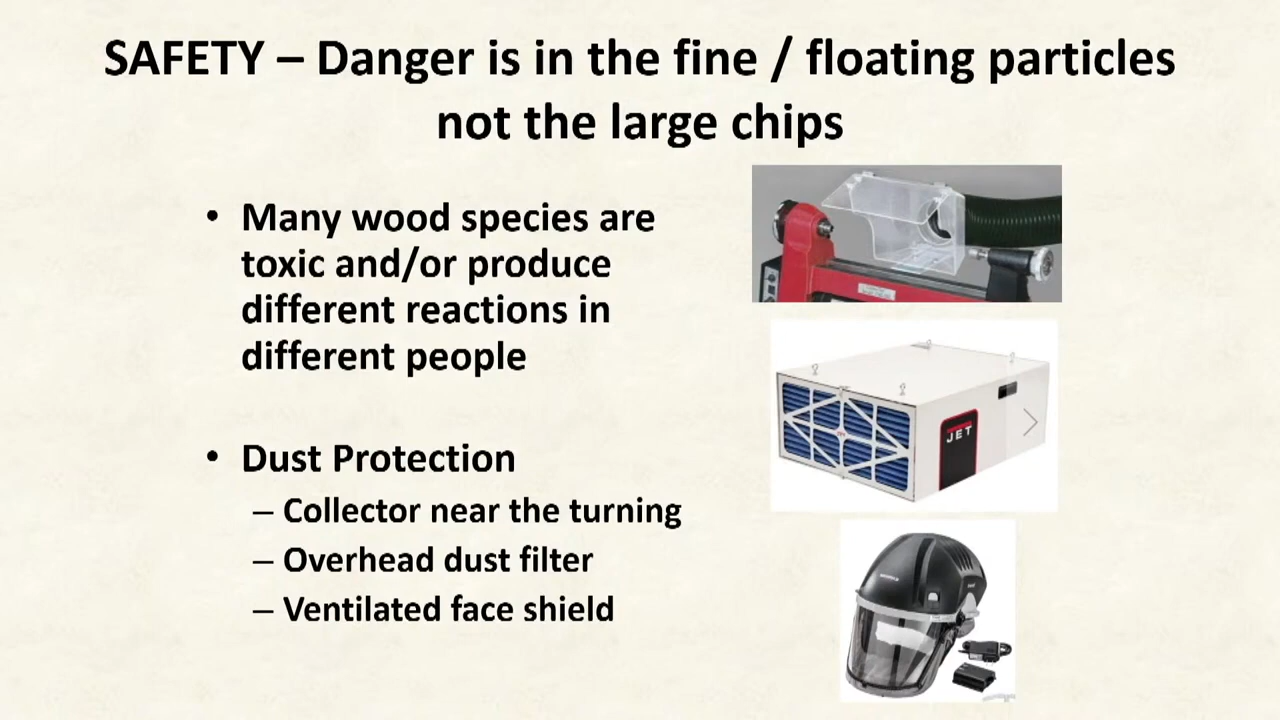 SAFETY – Danger is in the fine / floating particles
not the large chips
• Many wood species are
toxic and/or produce
different reactions in
different people
• Dust Protection
– Collector near the turning
– Overhead dust filter
– Ventilated face shield
JET